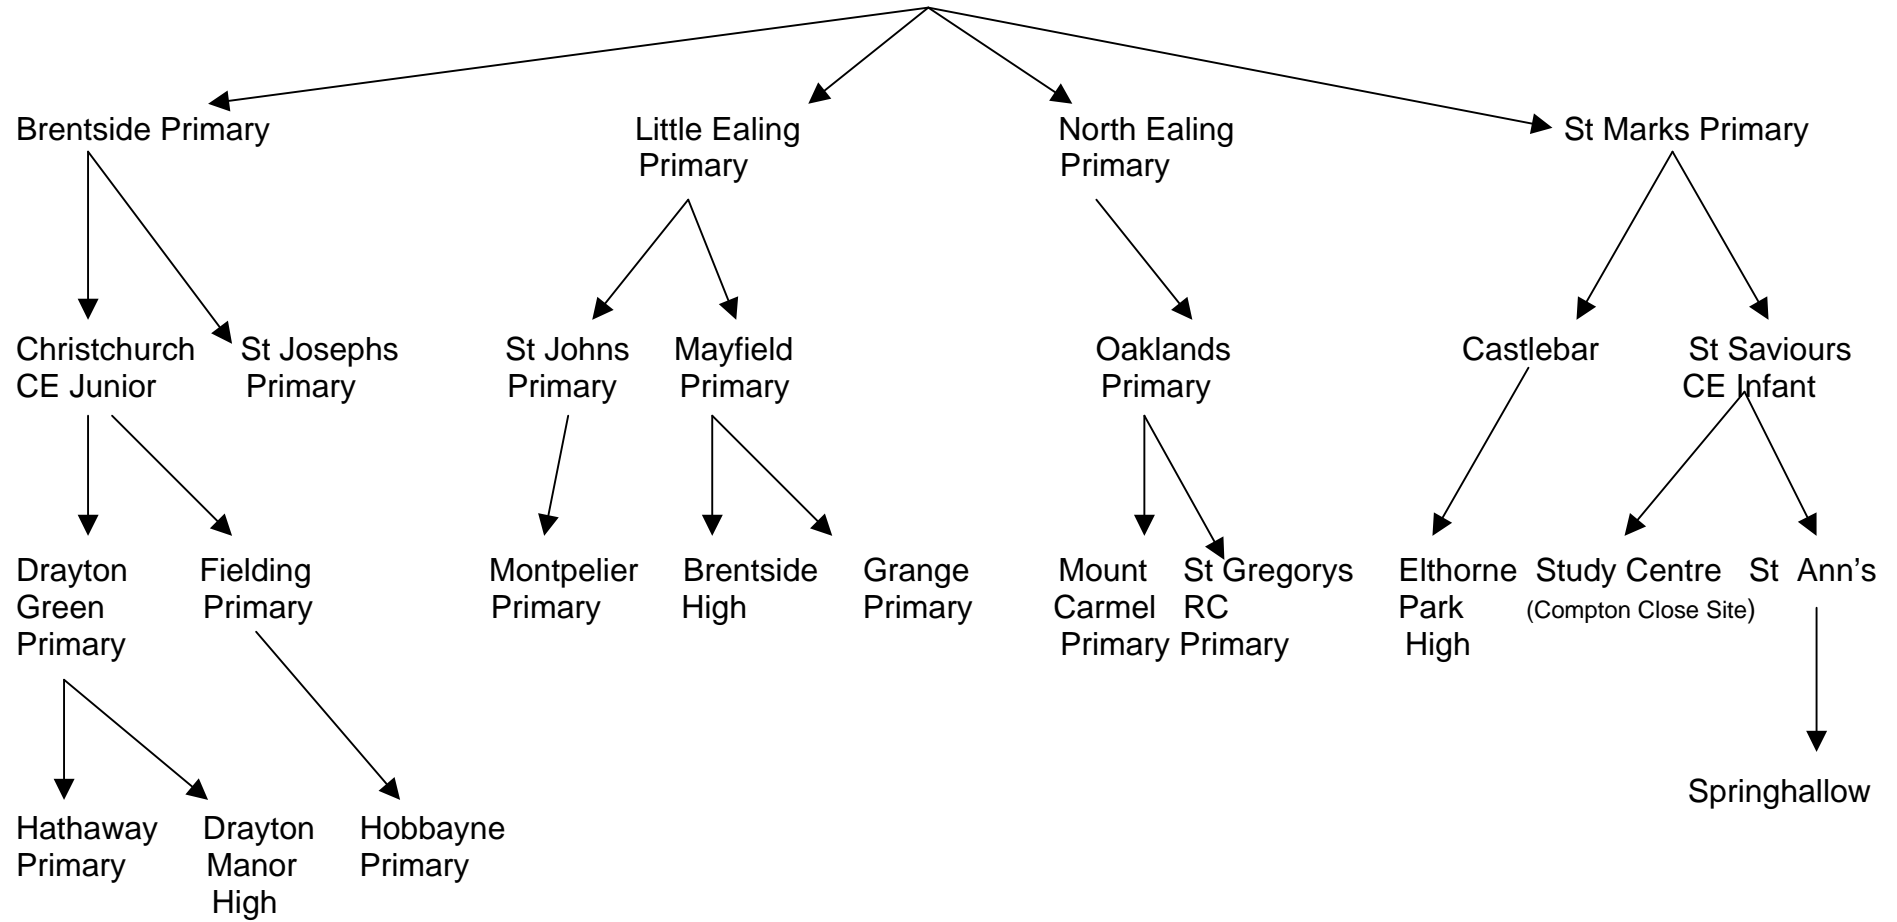 Brentside Primary
Little Ealing
Primary
North Ealing
Primary
St Marks Primary
Christchurch
CE Junior
St Josephs
Primary
St Johns
Primary
Mayfield
Primary
Oaklands
Primary
Castlebar
St Saviours
CE Infant
Drayton
Green
Primary
Fielding
Primary
Montpelier
Primary
Brentside
High
Grange
Primary
Mount
Carmel
Primary
St Gregorys
RC
Primary
Elthorne
Park
High
Study Centre
(Compton Close Site)
St Ann's
Springhallow
Hathaway
Primary
Drayton
Manor
High
Hobbayne
Primary